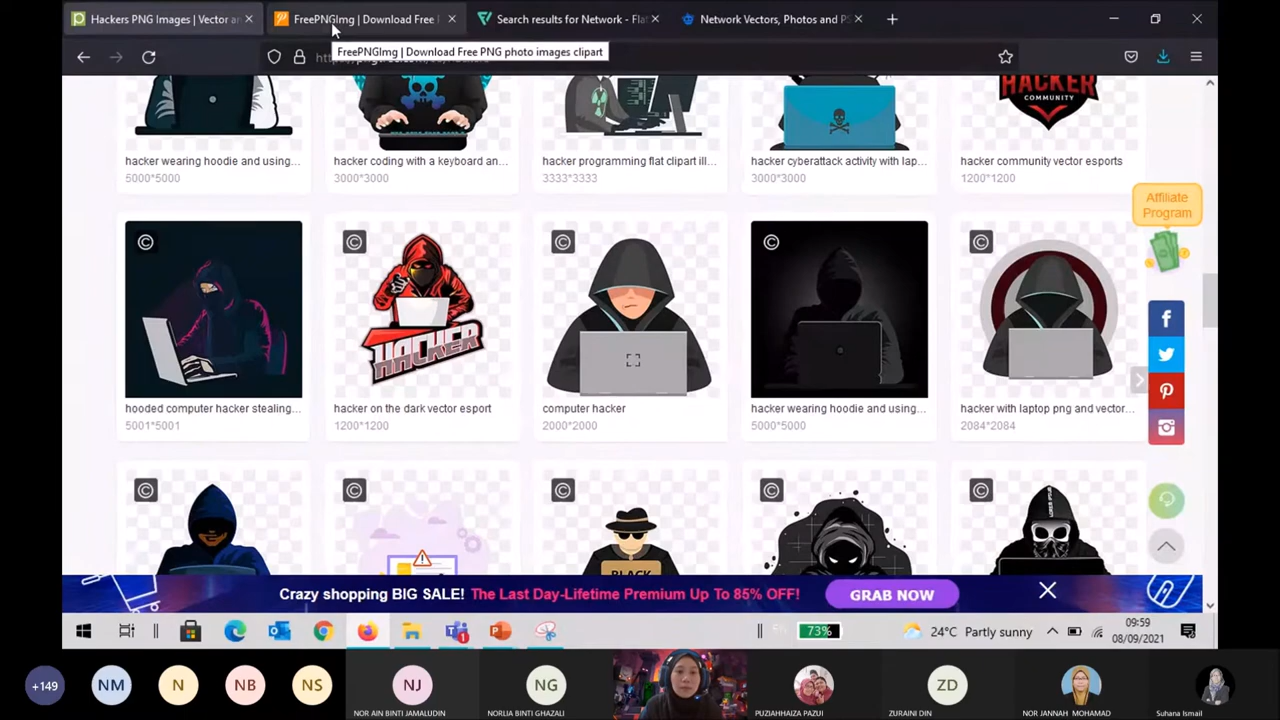 Hackers PNG Images | Vector an
FreePNGImg | Download Free P
Search results for Network - Flat
Network Vectors, Photos and PS
FreePNGImg | Download Free PNG photo images clipart
HACKER
COMMUNITY
hacker wearing hoodie and using...
5000*5000
hacker coding with a keyboard an...
3000*3000
hacker programming flat clipart ill...
3333*3333
hacker cyberattack activity with lap...
3000*3000
hacker community vector esports
1200*1200
Affiliate
Program
HACKER
hooded computer hacker stealing...
5001*5001
hacker on the dark vector esport
1200*1200
computer hacker
2000*2000
hacker wearing hoodie and using...
5000*5000
hacker with laptop png and vector...
2084*2084
BLACK
Crazy shopping BIG SALE! The Last Day-Lifetime Premium Up To 85% OFF!
GRAB NOW
73%
24°C Partly sunny
09:59
08/09/2021
+149
NM
N
NB
NS
NJ
NOR AIN BINTI JAMALUDIN
NG
NORLIA BINTI GHAZALI
PUZIAHHAIZA PAZUI
ZD
ZURAINI DIN
NOR JANNAH MOHAMAD
Suhana Ismail